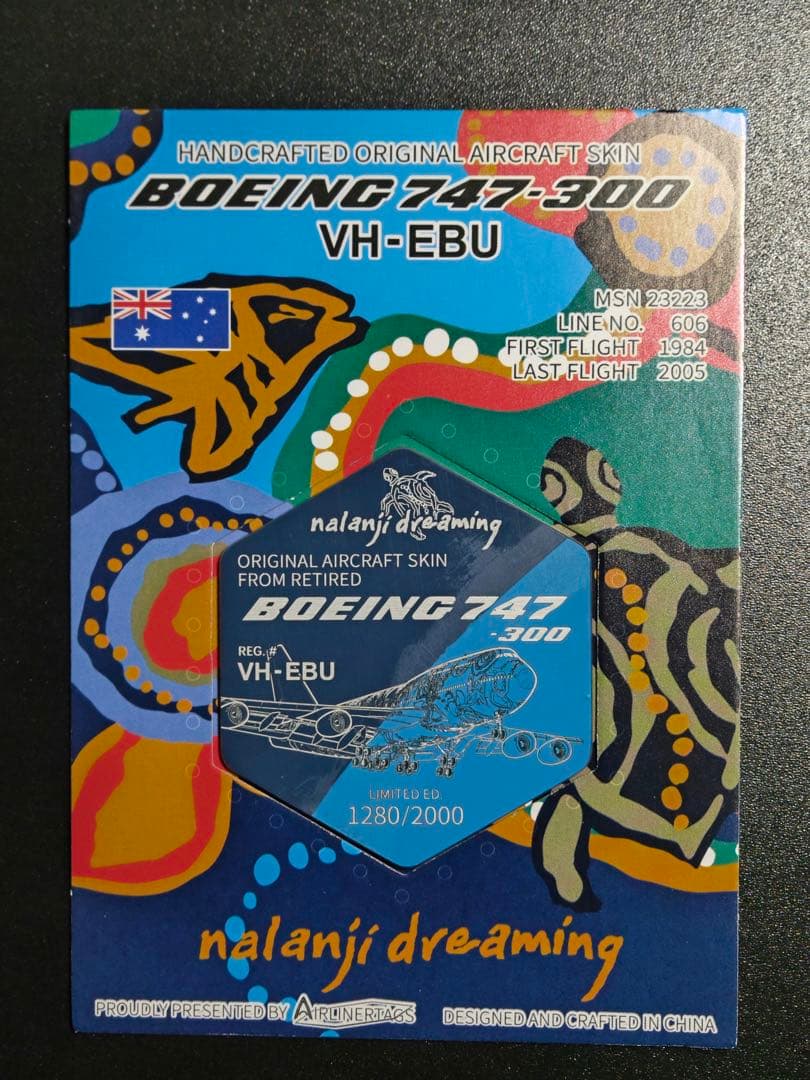 HANDCRAFTED ORIGINAL AIRCRAFT SKIN
BOEING 747-300
VH-EBU
MSN 23223
LINE NO. 606
FIRST FLIGHT 1984
LAST FLIGHT 2005
nalanji dreaming
ORIGINAL AIRCRAFT SKIN
FROM RETIRED
BOEING 747
-300
REG.#
VH-EBU
LIMITED ED.
1280/2000
nalanji dreaming
PROUDLY PRESENTED BY AIRLINERTAGS DESIGNED AND CRAFTED IN CHINA